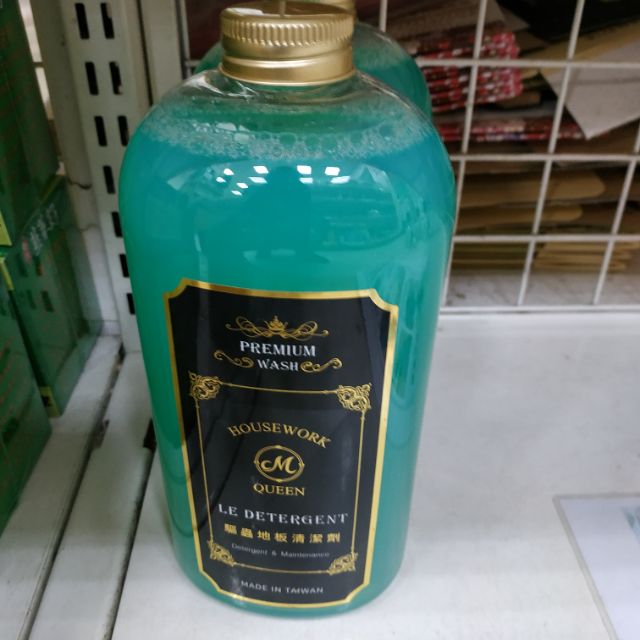 PREMIUM
WASH
HOUSEWORK
M
QUEEN
LE DETERGENT
驅蟲地板清潔劑
Detergent & Maintenance
MADE IN TAIWAN